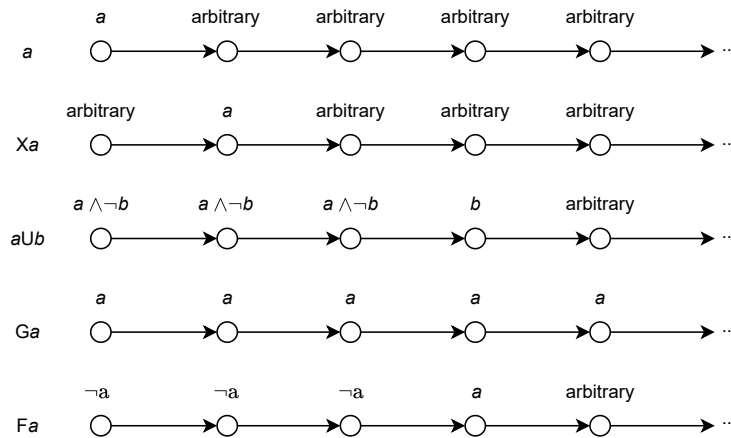 a arbitrary arbitrary arbitrary arbitrary
a ..
arbitrary a arbitrary arbitrary arbitrary
Xa ..
a ∧¬b a ∧¬b a ∧¬b b arbitrary
aUb ..
a a a a a
Ga ..
¬a ¬a ¬a a arbitrary
Fa ..